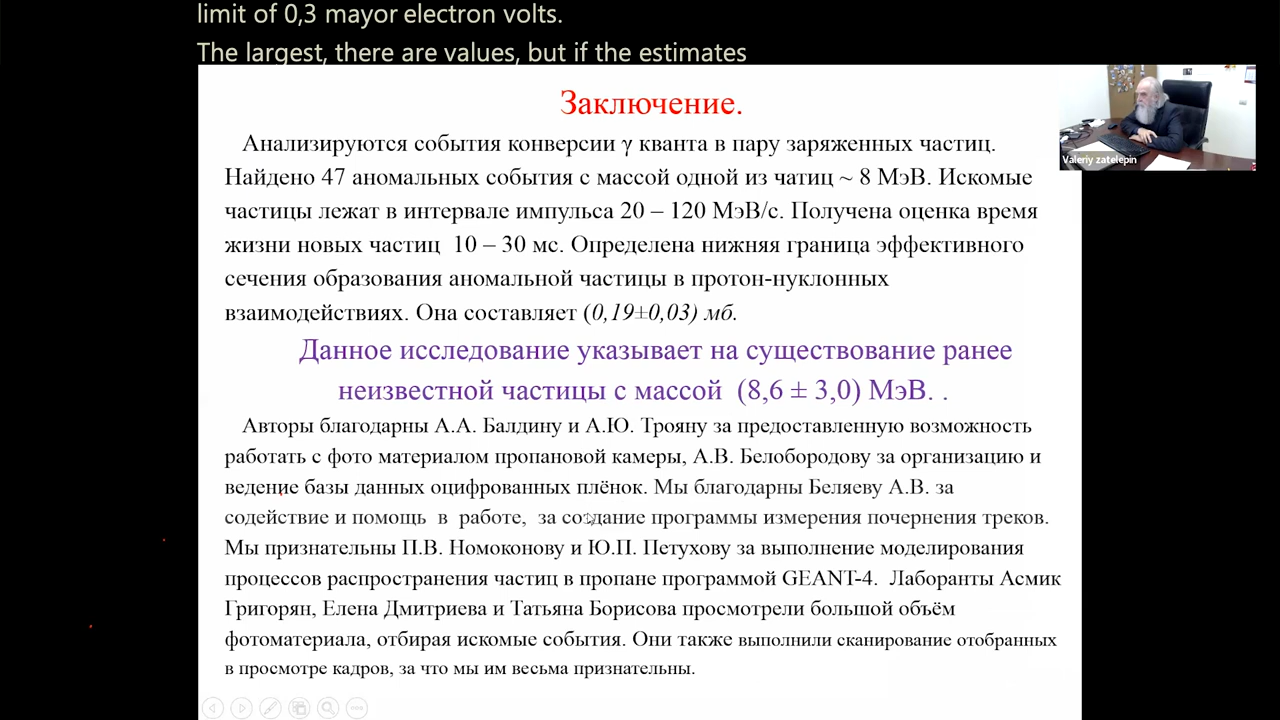 limit of 0,3 mayor electron volts.
The largest, there are values, but if the estimates
Заключение.
Анализируются события конверсии γ кванта в пару заряженных частиц.
Найдено 47 аномальных события с массой одной из чатиц ~ 8 МэВ. Искомые
частицы лежат в интервале импульса 20 – 120 МэВ/с. Получена оценка время
жизни новых частиц 10 – 30 мс. Определена нижняя граница эффективного
сечения образования аномальной частицы в протон-нуклонных
взаимодействиях. Она составляет (0,19±0,03) мб.
Данное исследование указывает на существование ранее
неизвестной частицы с массой (8,6 ± 3,0) МэВ. .
Авторы благодарны А.А. Балдину и А.Ю. Трояну за предоставленную возможность
работать с фото материалом пропановой камеры, А.В. Белобородову за организацию и
ведение базы данных оцифрованных плёнок. Мы благодарны Беляеву А.В. за
содействие и помощь в работе, за создание программы измерения почернения треков.
Мы признательны П.В. Номоконову и Ю.П. Петухову за выполнение моделирования
процессов распространения частиц в пропане программой GEANT-4. Лаборанты Асмик
Григорян, Елена Дмитриева и Татьяна Борисова просмотрели большой объём
фотоматериала, отбирая искомые события. Они также выполнили сканирование отобранных
в просмотре кадров, за что мы им весьма признательны.
Valeriy zatelepin